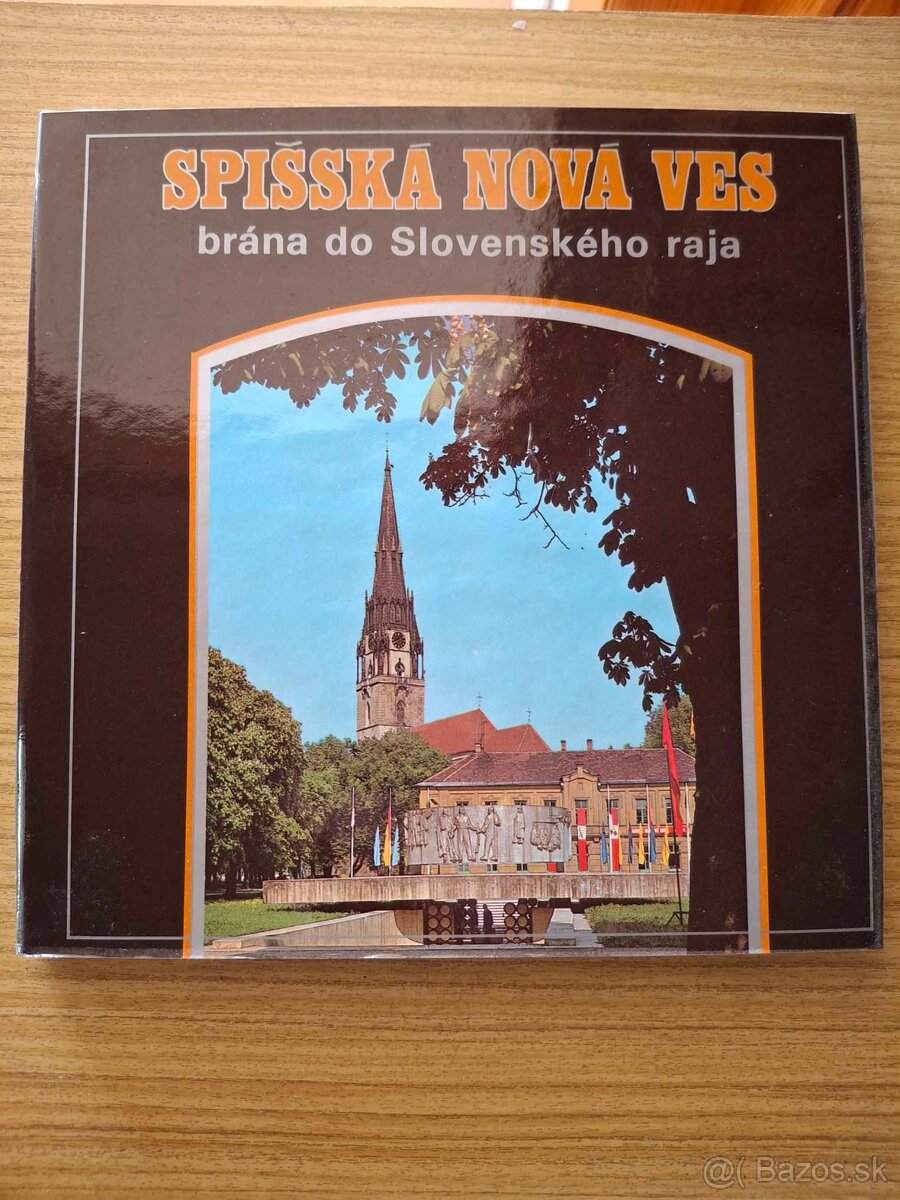 SPIŠSKÁ NOVÁ VES
brána do Slovenského raja
@( Bazos.sk